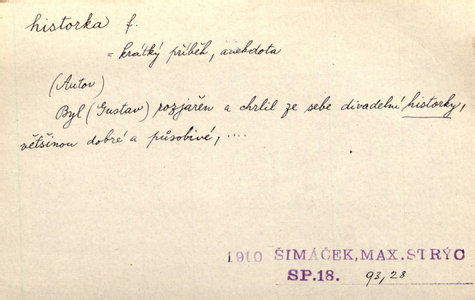 historka f.
= krátký příběh, anekdota
(Autor)
Byl (Gustav) rozjařen a chrlil ze sebe divadelní historky,
většinou dobré a působivé, ....
1910 ŠIMÁČEK, MAX. STRÝC
SP.18. 93,28